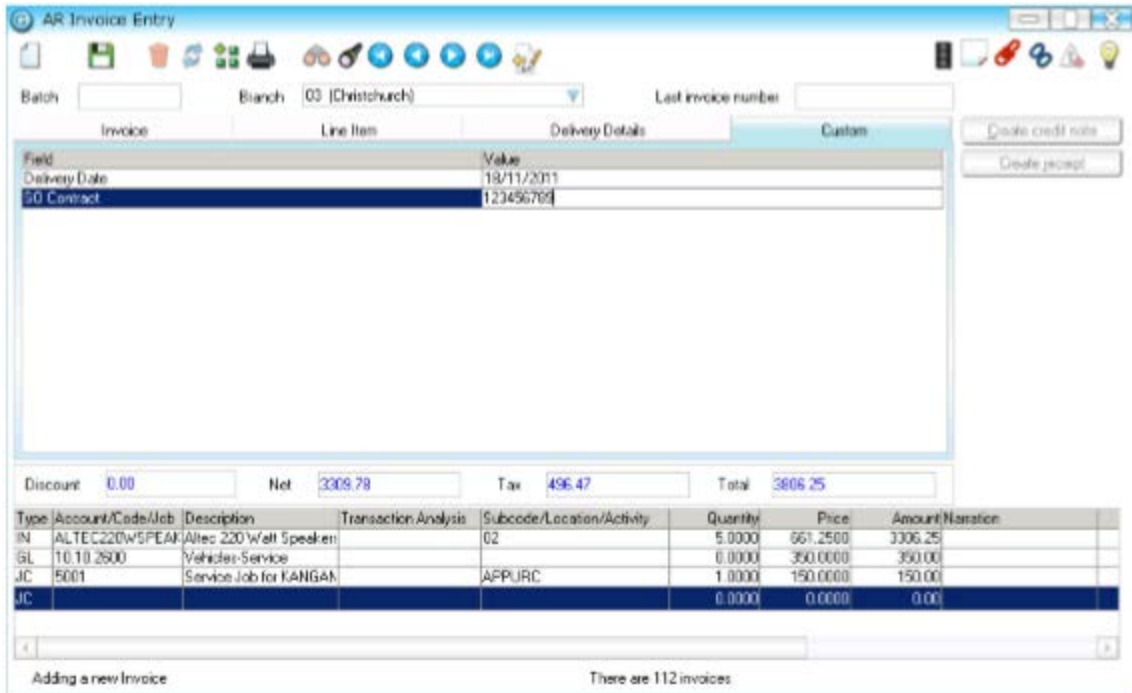 AR Invoice Entry
Batch Branch 03 (Christchurch) Last invoice number
Invoice Line Item Delivery Details Custom Create credit note
Create receipt
Field Value
Delivery Date 18/11/2011
SO Contract 123456789
Discount 0.00 Net 3309.78 Tax 496.47 Total 3806.25
Type Account/Code/Job Description Transaction Analysis Subcode/Location/Activity Quantity Price Amount Narration
IN ALTEC220WSPEAK Altec 220 Watt Speakers 02 5.0000 661.2500 3306.25
GL 10.10.2600 Vehicles-Service 0.0000 350.0000 350.00
JC 5001 Service Job for KANGAN APPURC 1.0000 150.0000 150.00
JC 0.0000 0.0000 0.00
Adding a new Invoice There are 112 invoices